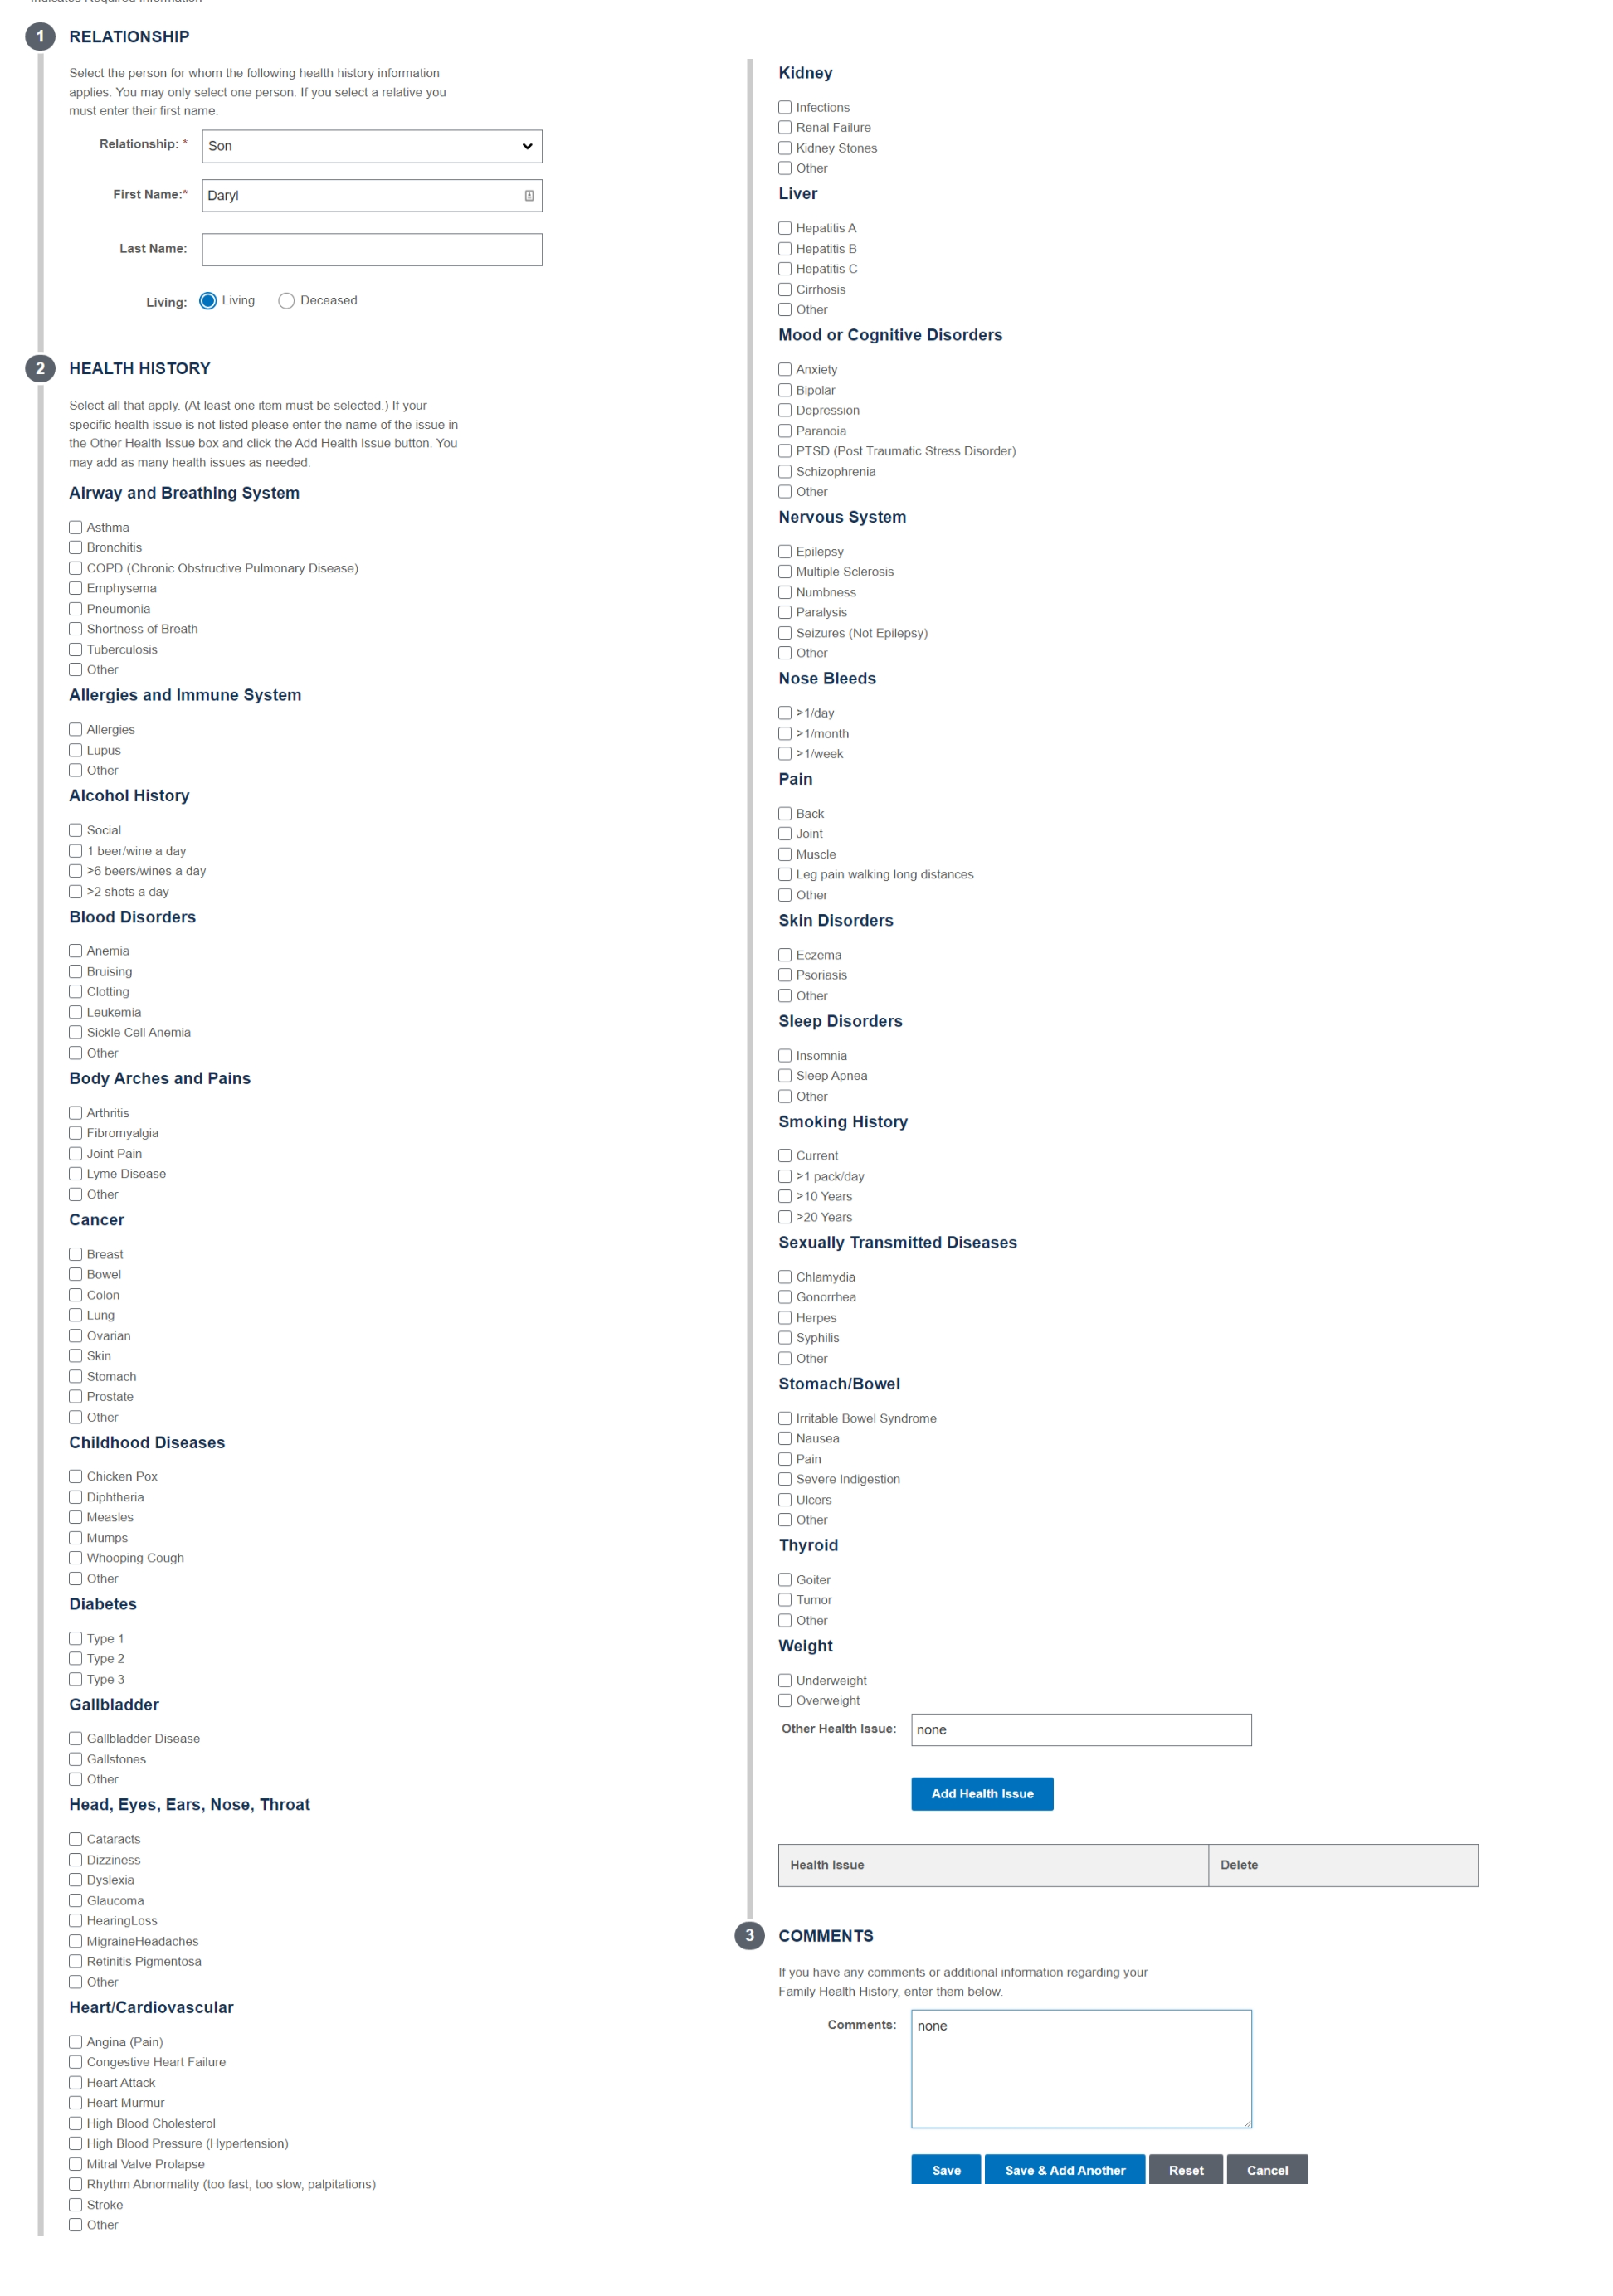 Indicates Required Information
1 RELATIONSHIP
Select the person for whom the following health history information
applies. You may only select one person. If you select a relative you
must enter their first name.
Relationship: * Son
First Name:* Daryl
Last Name:
Living: Living Deceased
2 HEALTH HISTORY
Select all that apply. (At least one item must be selected.) If your
specific health issue is not listed please enter the name of the issue in
the Other Health Issue box and click the Add Health Issue button. You
may add as many health issues as needed.
Airway and Breathing System
Asthma
Bronchitis
COPD (Chronic Obstructive Pulmonary Disease)
Emphysema
Pneumonia
Shortness of Breath
Tuberculosis
Other
Allergies and Immune System
Allergies
Lupus
Other
Alcohol History
Social
1 beer/wine a day
>6 beers/wines a day
>2 shots a day
Blood Disorders
Anemia
Bruising
Clotting
Leukemia
Sickle Cell Anemia
Other
Body Arches and Pains
Arthritis
Fibromyalgia
Joint Pain
Lyme Disease
Other
Cancer
Breast
Bowel
Colon
Lung
Ovarian
Skin
Stomach
Prostate
Other
Childhood Diseases
Chicken Pox
Diphtheria
Measles
Mumps
Whooping Cough
Other
Diabetes
Type 1
Type 2
Type 3
Gallbladder
Gallbladder Disease
Gallstones
Other
Head, Eyes, Ears, Nose, Throat
Cataracts
Dizziness
Dyslexia
Glaucoma
HearingLoss
MigraineHeadaches
Retinitis Pigmentosa
Other
Heart/Cardiovascular
Angina (Pain)
Congestive Heart Failure
Heart Attack
Heart Murmur
High Blood Cholesterol
High Blood Pressure (Hypertension)
Mitral Valve Prolapse
Rhythm Abnormality (too fast, too slow, palpitations)
Stroke
Other
Kidney
Infections
Renal Failure
Kidney Stones
Other
Liver
Hepatitis A
Hepatitis B
Hepatitis C
Cirrhosis
Other
Mood or Cognitive Disorders
Anxiety
Bipolar
Depression
Paranoia
PTSD (Post Traumatic Stress Disorder)
Schizophrenia
Other
Nervous System
Epilepsy
Multiple Sclerosis
Numbness
Paralysis
Seizures (Not Epilepsy)
Other
Nose Bleeds
>1/day
>1/month
>1/week
Pain
Back
Joint
Muscle
Leg pain walking long distances
Other
Skin Disorders
Eczema
Psoriasis
Other
Sleep Disorders
Insomnia
Sleep Apnea
Other
Smoking History
Current
>1 pack/day
>10 Years
>20 Years
Sexually Transmitted Diseases
Chlamydia
Gonorrhea
Herpes
Syphilis
Other
Stomach/Bowel
Irritable Bowel Syndrome
Nausea
Pain
Severe Indigestion
Ulcers
Other
Thyroid
Goiter
Tumor
Other
Weight
Underweight
Overweight
Other Health Issue: none
Add Health Issue
Health Issue Delete
3 COMMENTS
If you have any comments or additional information regarding your
Family Health History, enter them below.
Comments: none
Save Save & Add Another Reset Cancel